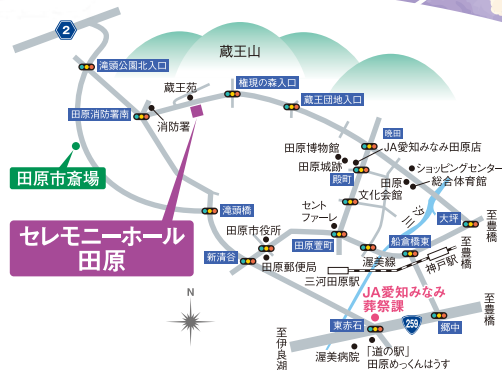 2
滝頭公園北入口
蔵王山
蔵王苑
権現の森入口
蔵王団地入口
田原消防署南
消防署
晩田
田原博物館
JA愛知みなみ田原店
田原城跡
ショッピングセンター
殿町
田原
総合体育館
文化会館
田原市斎場
汐川
滝頭橋
セント
ファーレ
大坪
至豊橋
セレモニーホール
田原
田原市役所
田原萱町
船倉橋東
新清谷
田原郵便局
渥美線
神戸駅
至豊橋
三河田原駅
N
JA愛知みなみ
葬祭課
至豊橋
東赤石
259
郷中
至伊良湖
渥美病院
「道の駅」
田原めっくんはうす